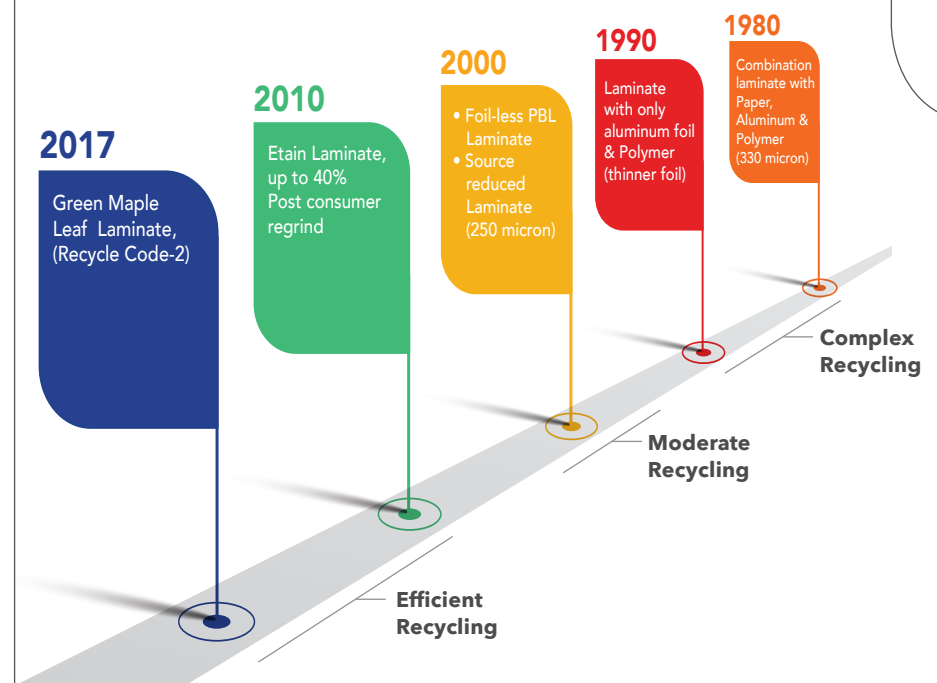 2017
Green Maple
Leaf Laminate,
(Recycle Code-2)
2010
Etain Laminate,
up to 40%
Post consumer
regrind
2000
• Foil-less PBL
Laminate
• Source
reduced
Laminate
(250 micron)
1990
Laminate
with only
aluminum foil
& Polymer
(thinner foil)
1980
Combination
laminate with
Paper,
Aluminum &
Polymer
(330 micron)
Complex
Recycling
Moderate
Recycling
Efficient
Recycling